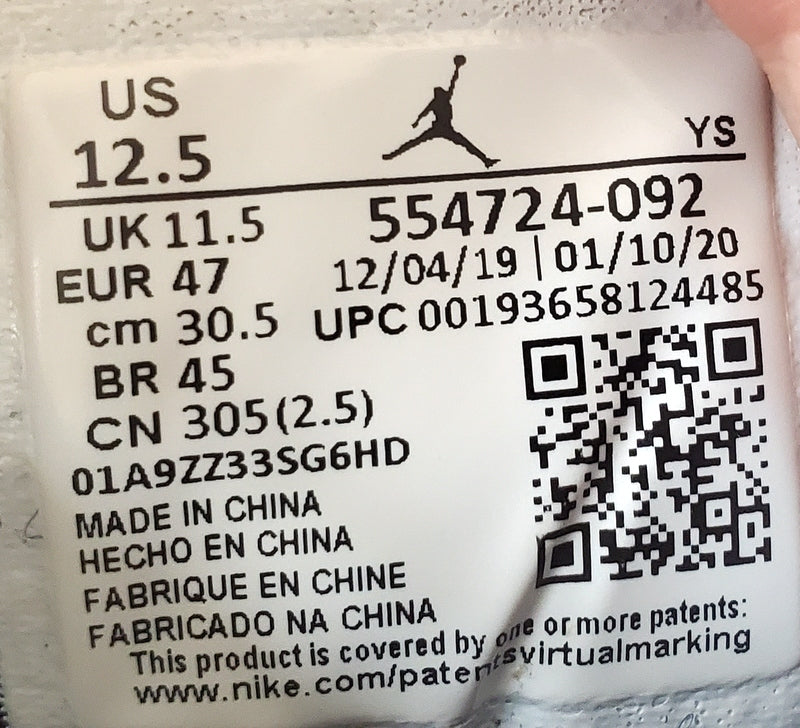 US
12.5
YS
UK 11.5
554724-092
EUR 47
12/04/19 | 01/10/20
cm 30.5
UPC 00193658124485
BR 45
CN 305(2.5)
01A9ZZ33SG6HD
MADE IN CHINA
HECHO EN CHINA
FABRIQUE EN CHINE
FABRICADO NA CHINA
This product is covered by one or more patents:
www.nike.com/patentsvirtualmarking